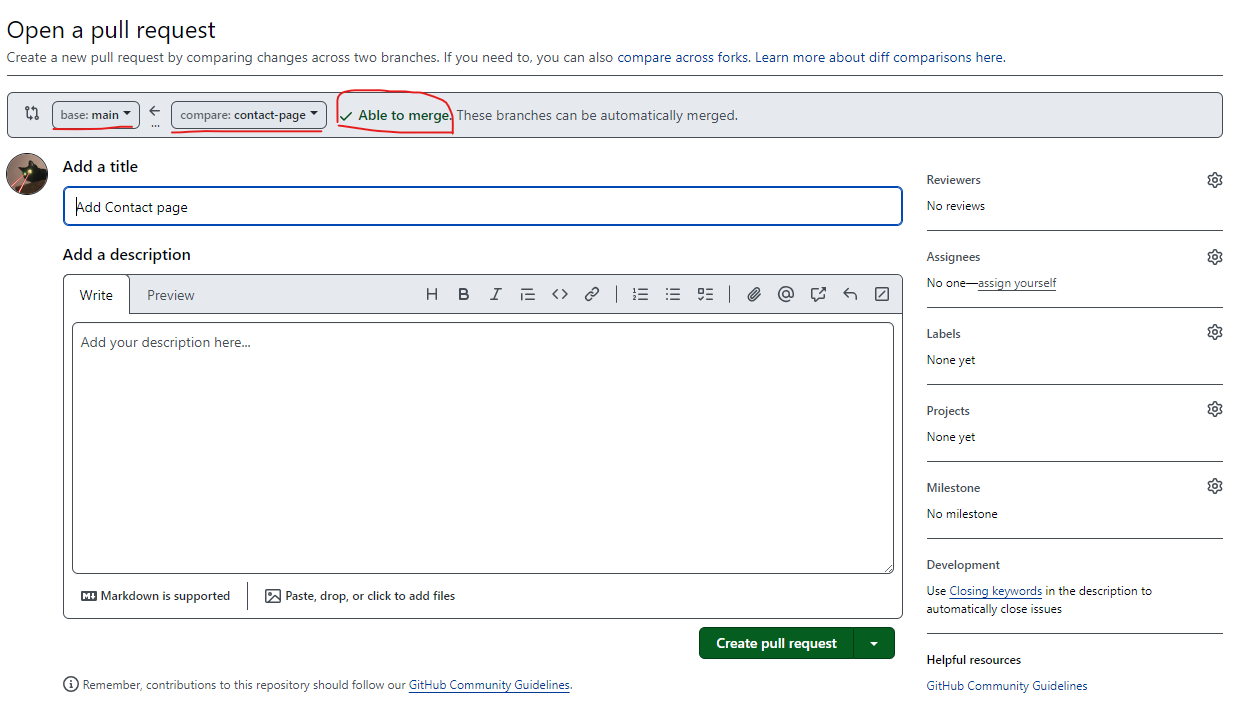 Open a pull request
Create a new pull request by comparing changes across two branches. If you need to, you can also compare across forks. Learn more about diff comparisons here.
base: main
compare: contact-page
Able to merge. These branches can be automatically merged.
Add a title
Add Contact page
Add a description
Write
Preview
Add your description here...
Markdown is supported
Paste, drop, or click to add files
Create pull request
Remember, contributions to this repository should follow our GitHub Community Guidelines.
Reviewers
No reviews
Assignees
No one—assign yourself
Labels
None yet
Projects
None yet
Milestone
No milestone
Development
Use Closing keywords in the description to
automatically close issues
Helpful resources
GitHub Community Guidelines